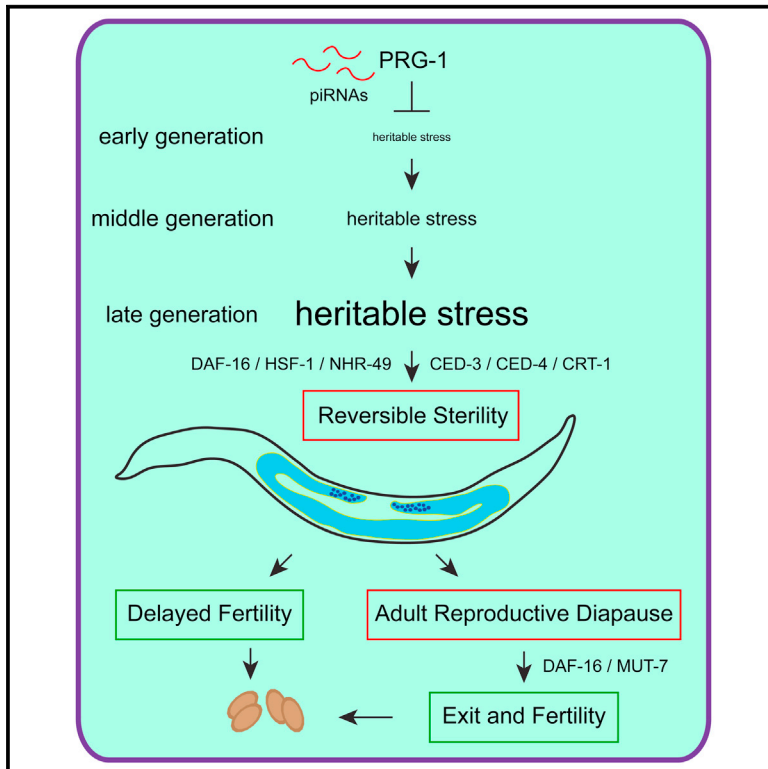 PRG-1
piRNAs
early generation
heritable stress
middle generation
heritable stress
late generation
heritable stress
DAF-16 / HSF-1 / NHR-49
CED-3 / CED-4 / CRT-1
Reversible Sterility
Delayed Fertility
Adult Reproductive Diapause
DAF-16 / MUT-7
Exit and Fertility